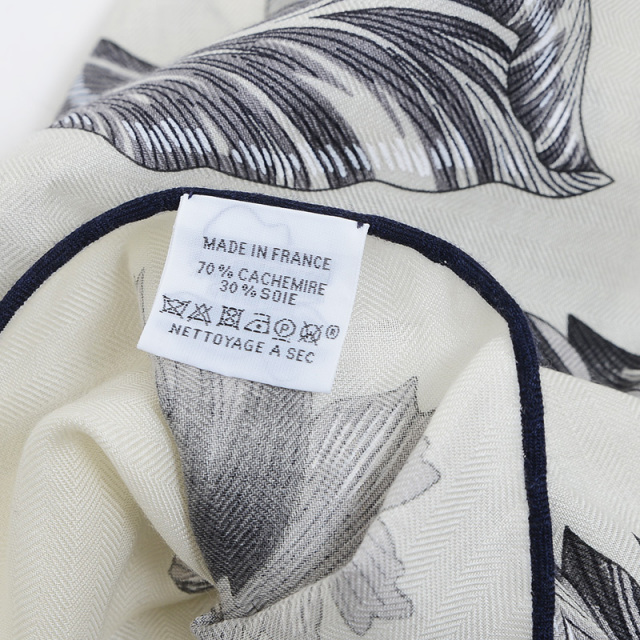 MADE IN FRANCE
70 % CACHEMIRE
30 % SOIE
®
NETTOYAGE A SEC